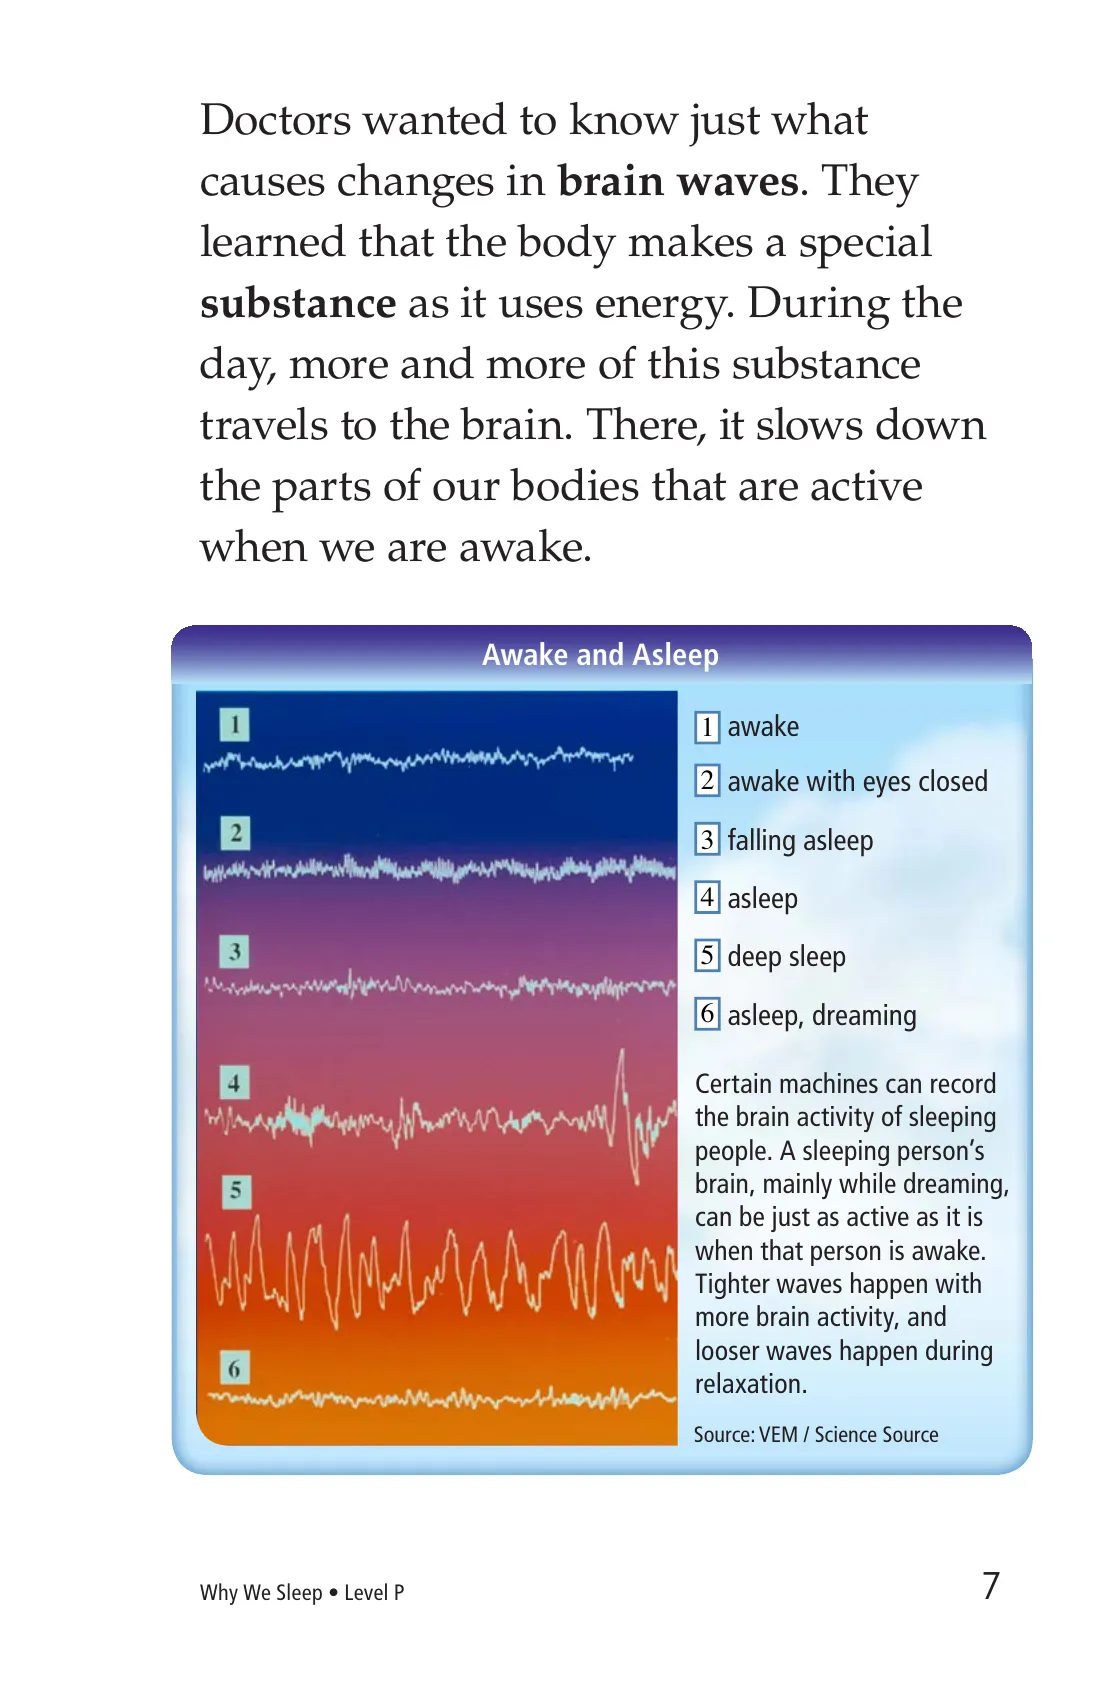 Doctors wanted to know just what
causes changes in brain waves. They
learned that the body makes a special
substance as it uses energy. During the
day, more and more of this substance
travels to the brain. There, it slows down
the parts of our bodies that are active
when we are awake.
Awake and Asleep
1
2
3
4
5
6
1 awake
2 awake with eyes closed
3 falling asleep
4 asleep
5 deep sleep
6 asleep, dreaming
Certain machines can record
the brain activity of sleeping
people. A sleeping person’s
brain, mainly while dreaming,
can be just as active as it is
when that person is awake.
Tighter waves happen with
more brain activity, and
looser waves happen during
relaxation.
Source: VEM / Science Source
Why We Sleep • Level P
7